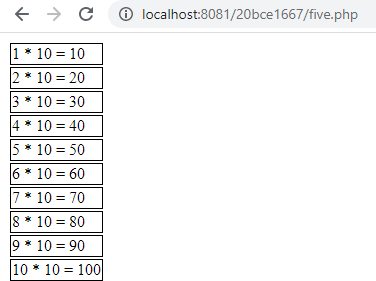 localhost:8081/20bce1667/five.php
1 * 10 = 10
2 * 10 = 20
3 * 10 = 30
4 * 10 = 40
5 * 10 = 50
6 * 10 = 60
7 * 10 = 70
8 * 10 = 80
9 * 10 = 90
10 * 10 = 100